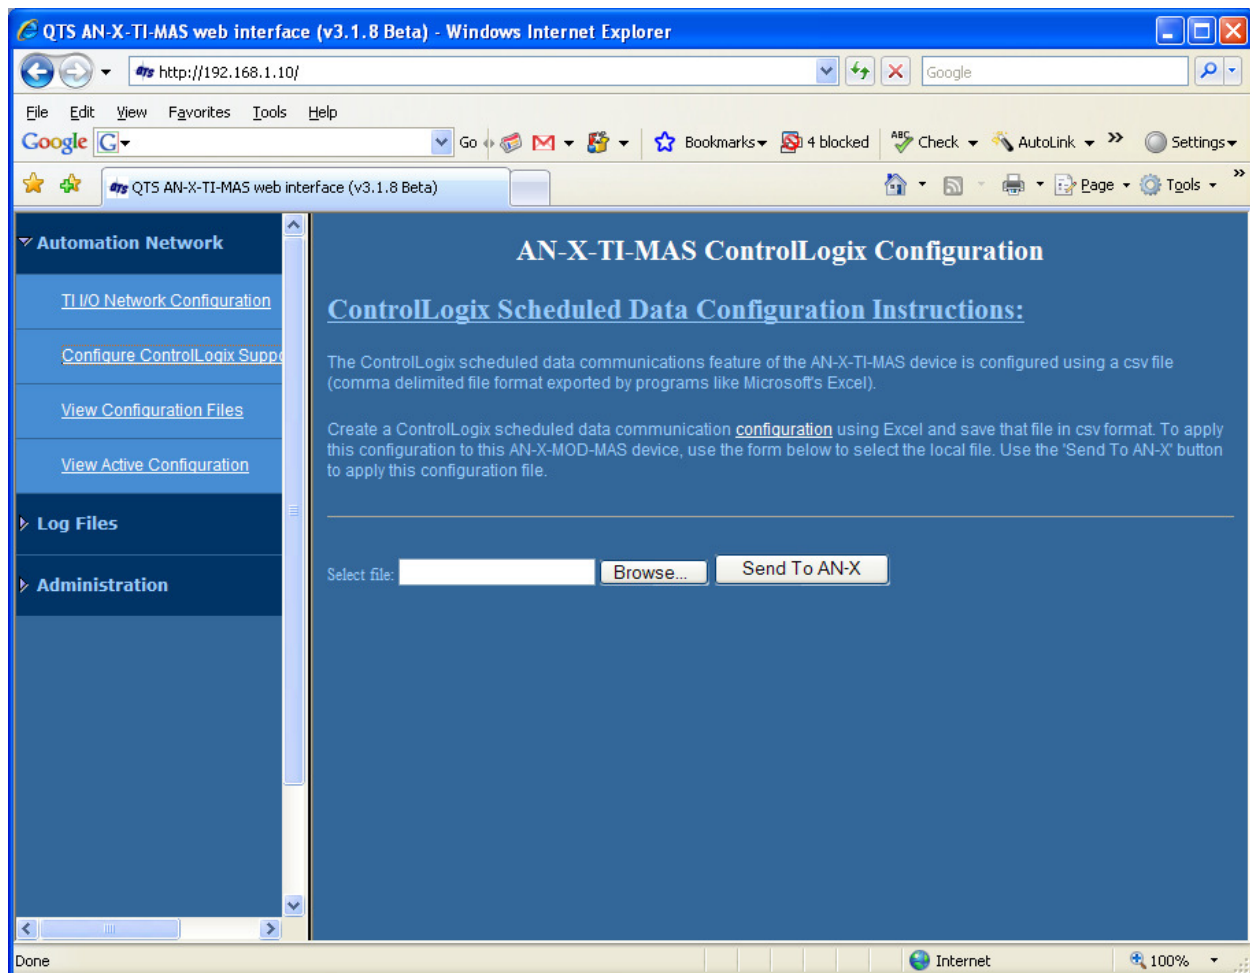 QTS AN-X-TI-MAS web interface (v3.1.8 Beta) - Windows Internet Explorer
http://192.168.1.10/
Google
File Edit View Favorites Tools Help
Google G Go Bookmarks 4 blocked ABC Check AutoLink » Settings
QTS AN-X-TI-MAS web interface (v3.1.8 Beta) Page Tools »
Automation Network
TI I/O Network Configuration
Configure ControlLogix Suppo
View Configuration Files
View Active Configuration
Log Files
Administration
AN-X-TI-MAS ControlLogix Configuration
ControlLogix Scheduled Data Configuration Instructions:
The ControlLogix scheduled data communications feature of the AN-X-TI-MAS device is configured using a csv file
(comma delimited file format exported by programs like Microsoft's Excel).
Create a ControlLogix scheduled data communication configuration using Excel and save that file in csv format. To apply
this configuration to this AN-X-MOD-MAS device, use the form below to select the local file. Use the 'Send To AN-X' button
to apply this configuration file.
Select file: Browse... Send To AN-X
Done Internet 100%